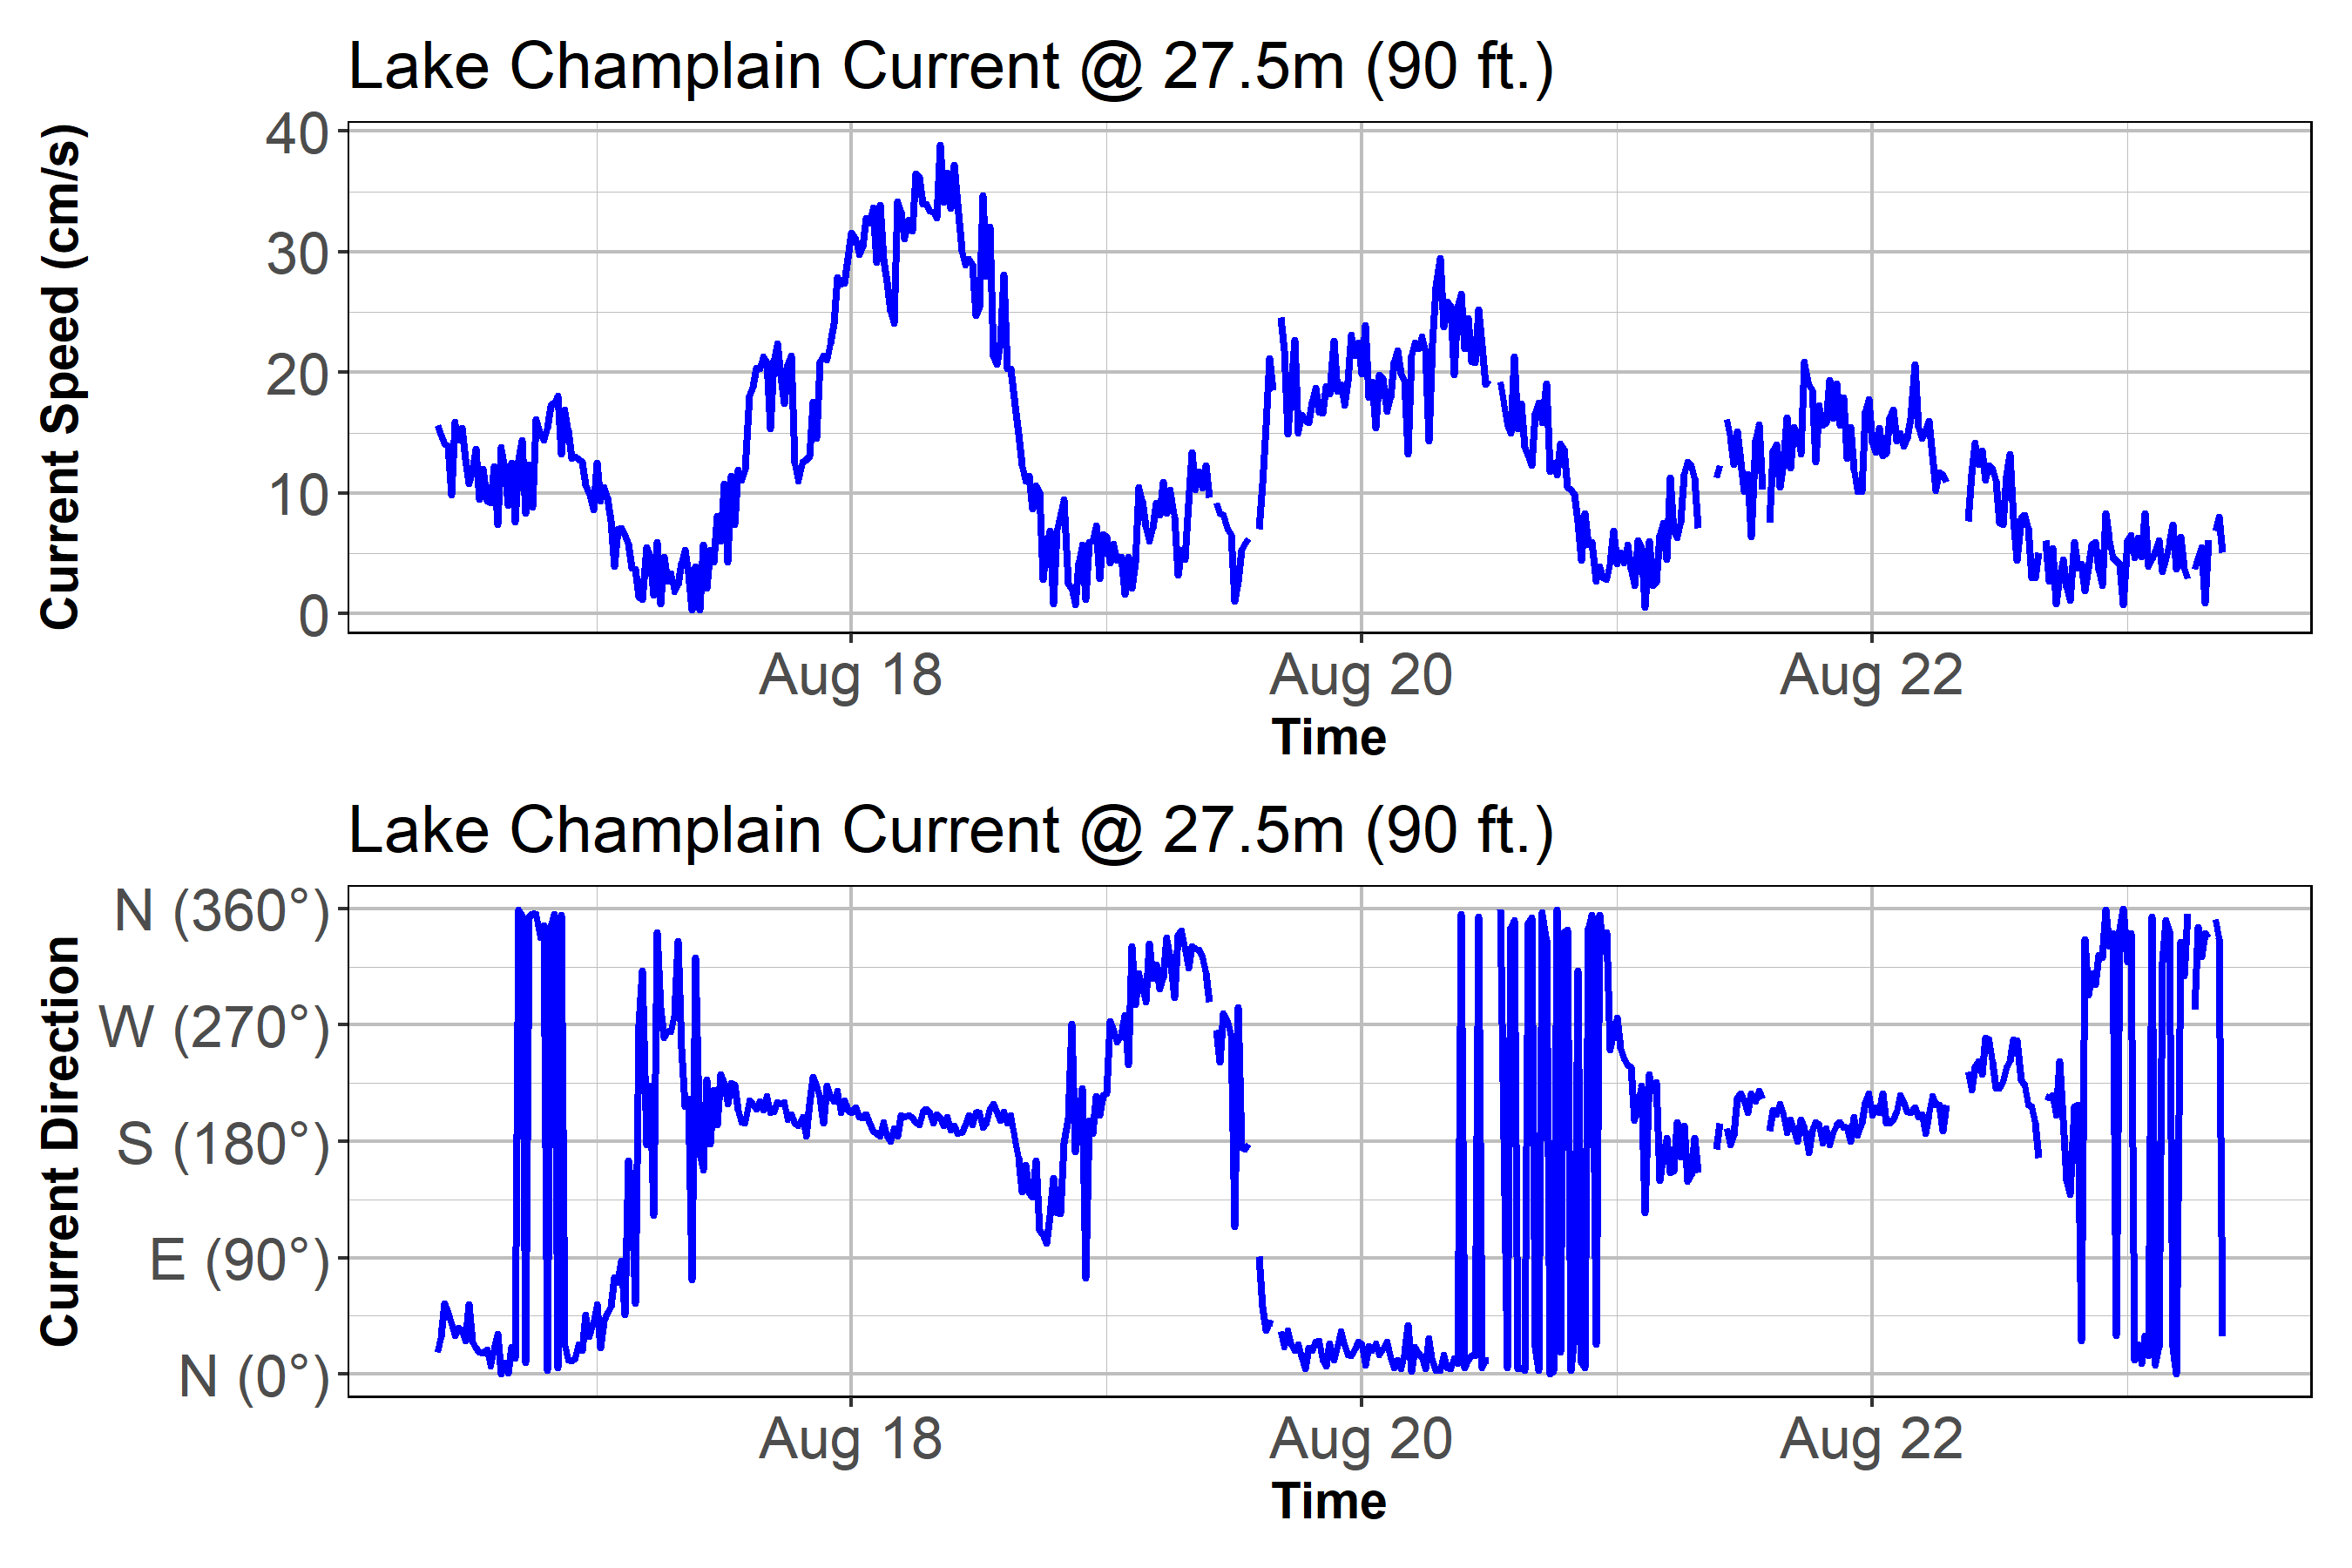 Lake Champlain Current @ 27.5m (90 ft.)
Current Speed (cm/s)
40
30
20
10
0
Aug 18 Aug 20 Aug 22
Time
Lake Champlain Current @ 27.5m (90 ft.)
Current Direction
N (360°)
W (270°)
S (180°)
E (90°)
N (0°)
Aug 18 Aug 20 Aug 22
Time